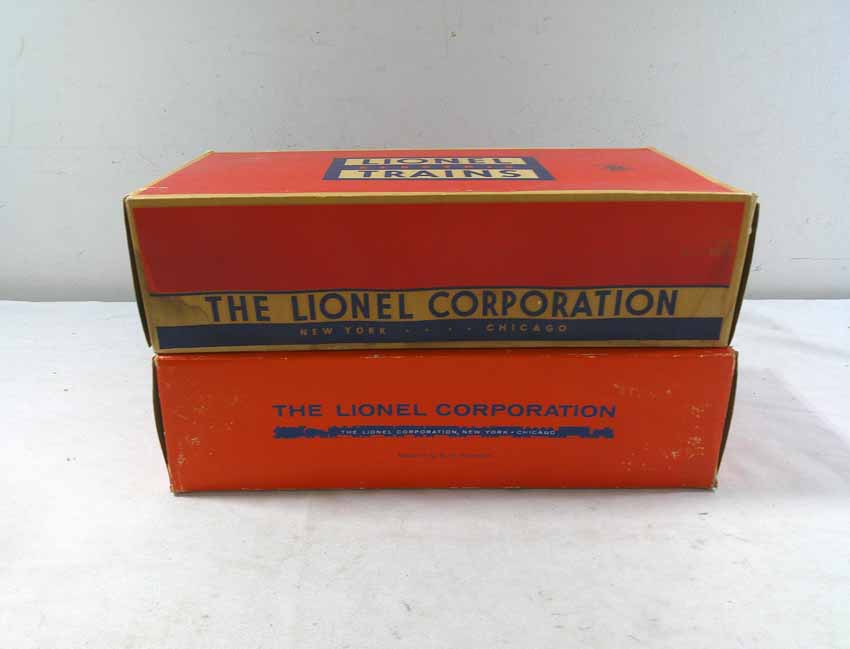 LIONEL
TRAINS
THE LIONEL CORPORATION
NEW YORK . . . . CHICAGO
THE LIONEL CORPORATION
THE LIONEL CORPORATION, NEW YORK • CHICAGO